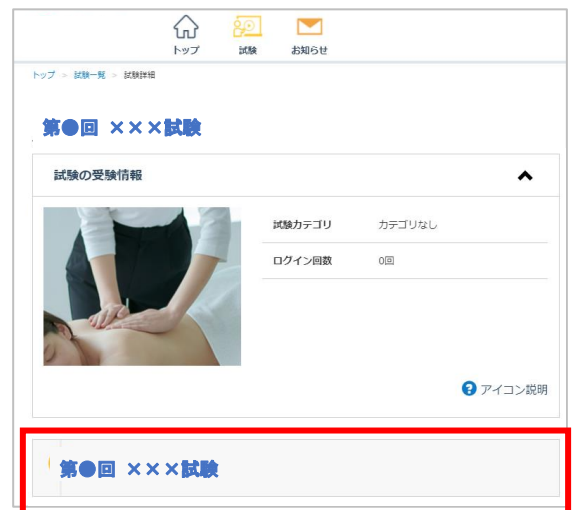 トップ 試験 お知らせ
トップ > 試験一覧 > 試験詳細
第●回 ×××試験
試験の受験情報
試験カテゴリ カテゴリなし
ログイン回数 0回
? アイコン説明
第●回 ×××試験